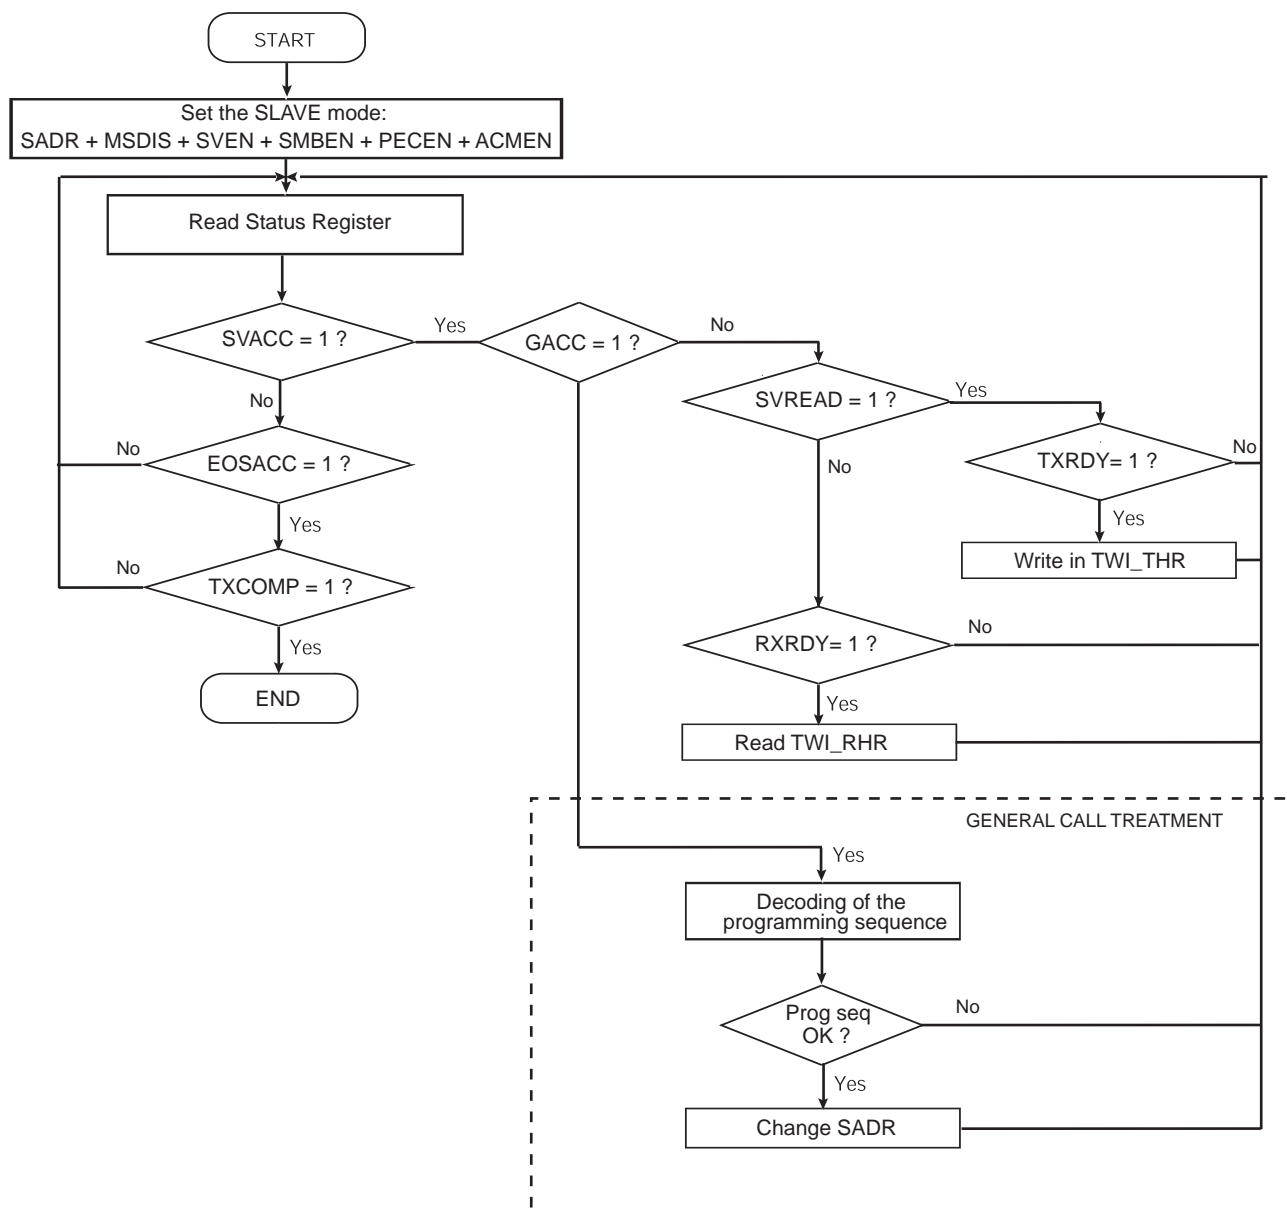 START
Set the SLAVE mode:
SADR + MSDIS + SVEN + SMBEN + PECEN + ACMEN
Read Status Register
SVACC = 1 ?
Yes
GACC = 1 ?
No
SVREAD = 1 ?
Yes
No
TXRDY= 1 ?
No
No
EOSACC = 1 ?
No
Yes
Yes
Write in TWI_THR
No
TXCOMP = 1 ?
Yes
END
RXRDY= 1 ?
No
Yes
Read TWI_RHR
GENERAL CALL TREATMENT
Yes
Decoding of the
programming sequence
Prog seq
OK ?
No
Yes
Change SADR